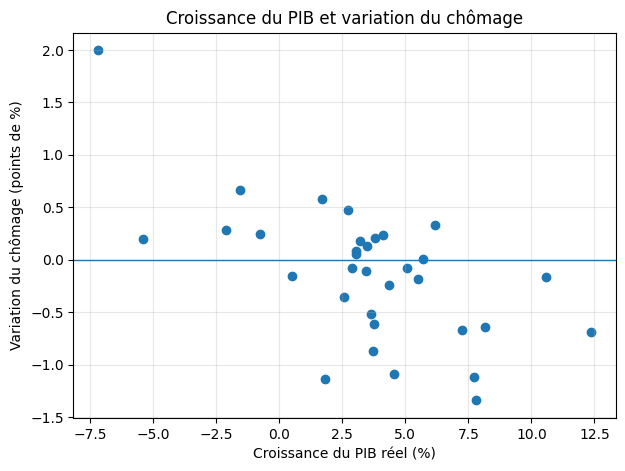 Croissance du PIB et variation du chômage
Variation du chômage (points de %)
2.0
1.5
1.0
0.5
0.0
−0.5
−1.0
−1.5
−7.5 −5.0 −2.5 0.0 2.5 5.0 7.5 10.0 12.5
Croissance du PIB réel (%)